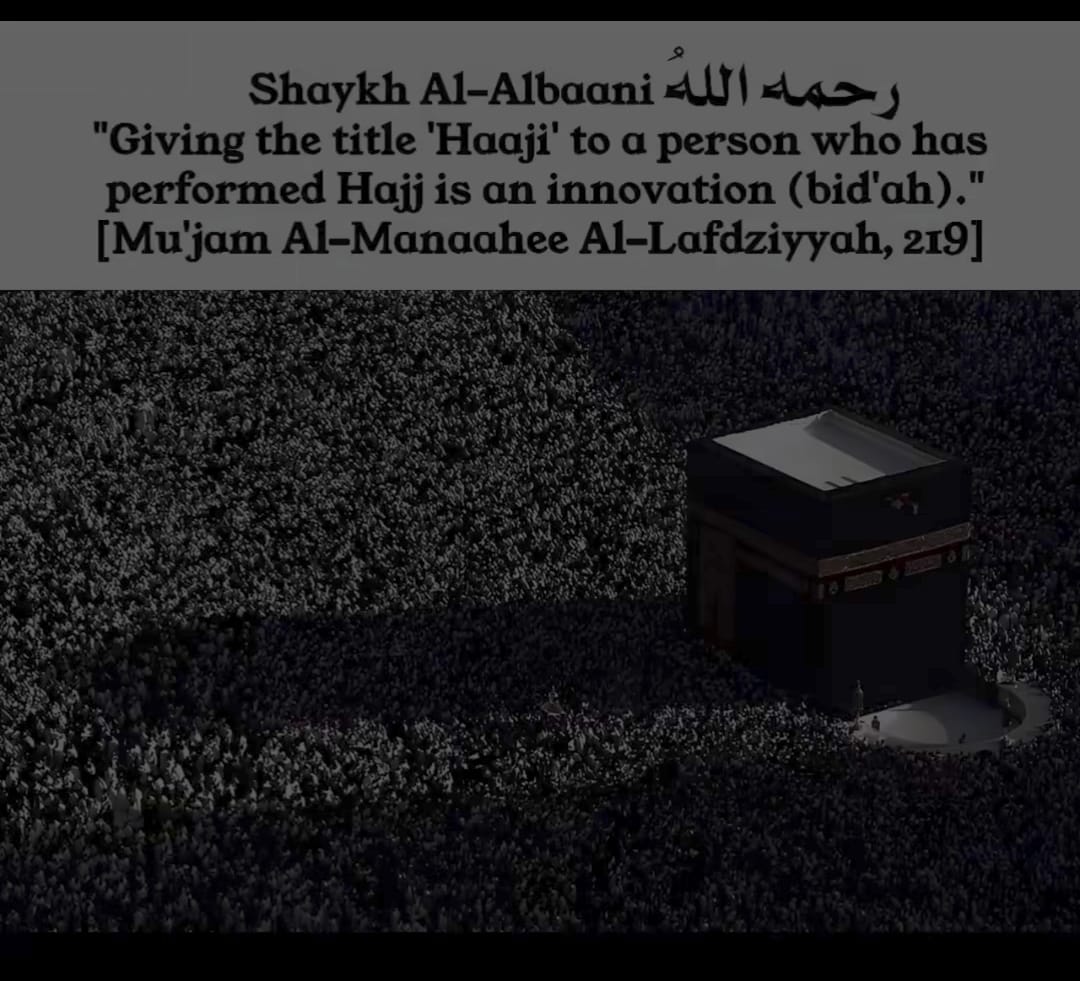 Shaykh Al-Albaani رحمه اللهُ
"Giving the title 'Haaji' to a person who has
performed Hajj is an innovation (bid'ah)."
[Mu'jam Al-Manaahee Al-Lafdziyyah, 219]